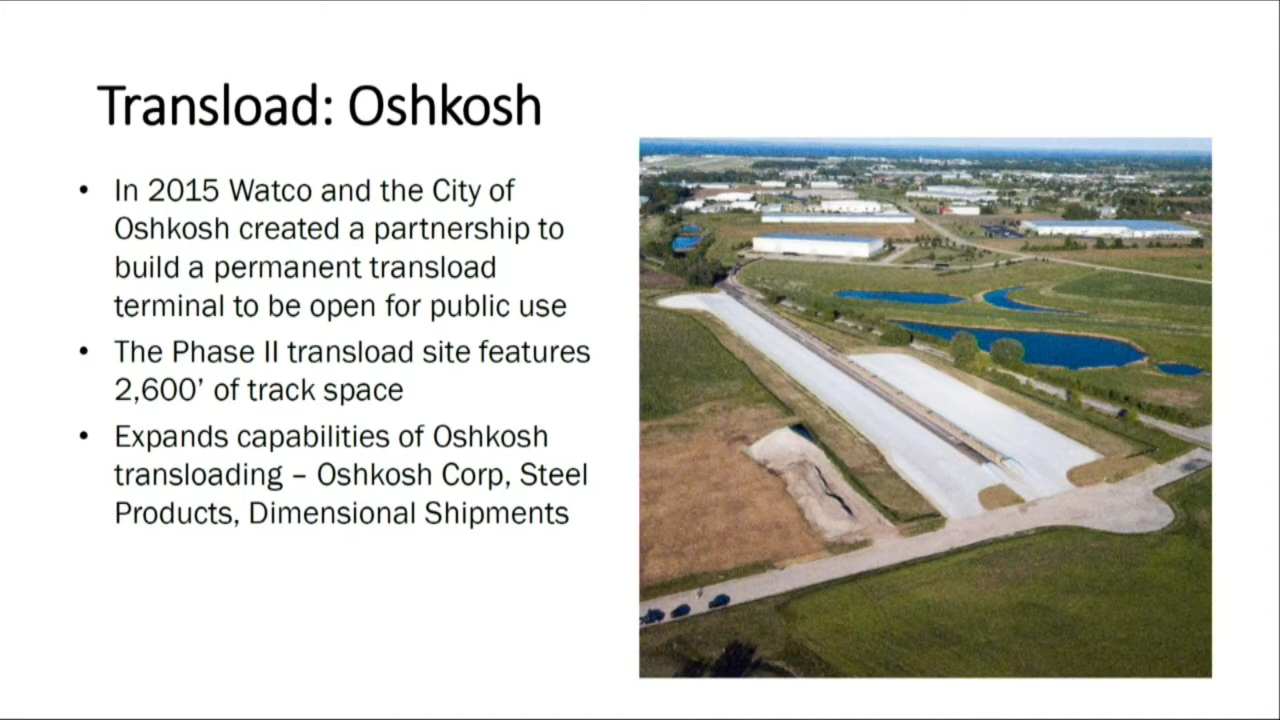 Transload: Oshkosh
• In 2015 Watco and the City of
Oshkosh created a partnership to
build a permanent transload
terminal to be open for public use
• The Phase II transload site features
2,600’ of track space
• Expands capabilities of Oshkosh
transloading – Oshkosh Corp, Steel
Products, Dimensional Shipments